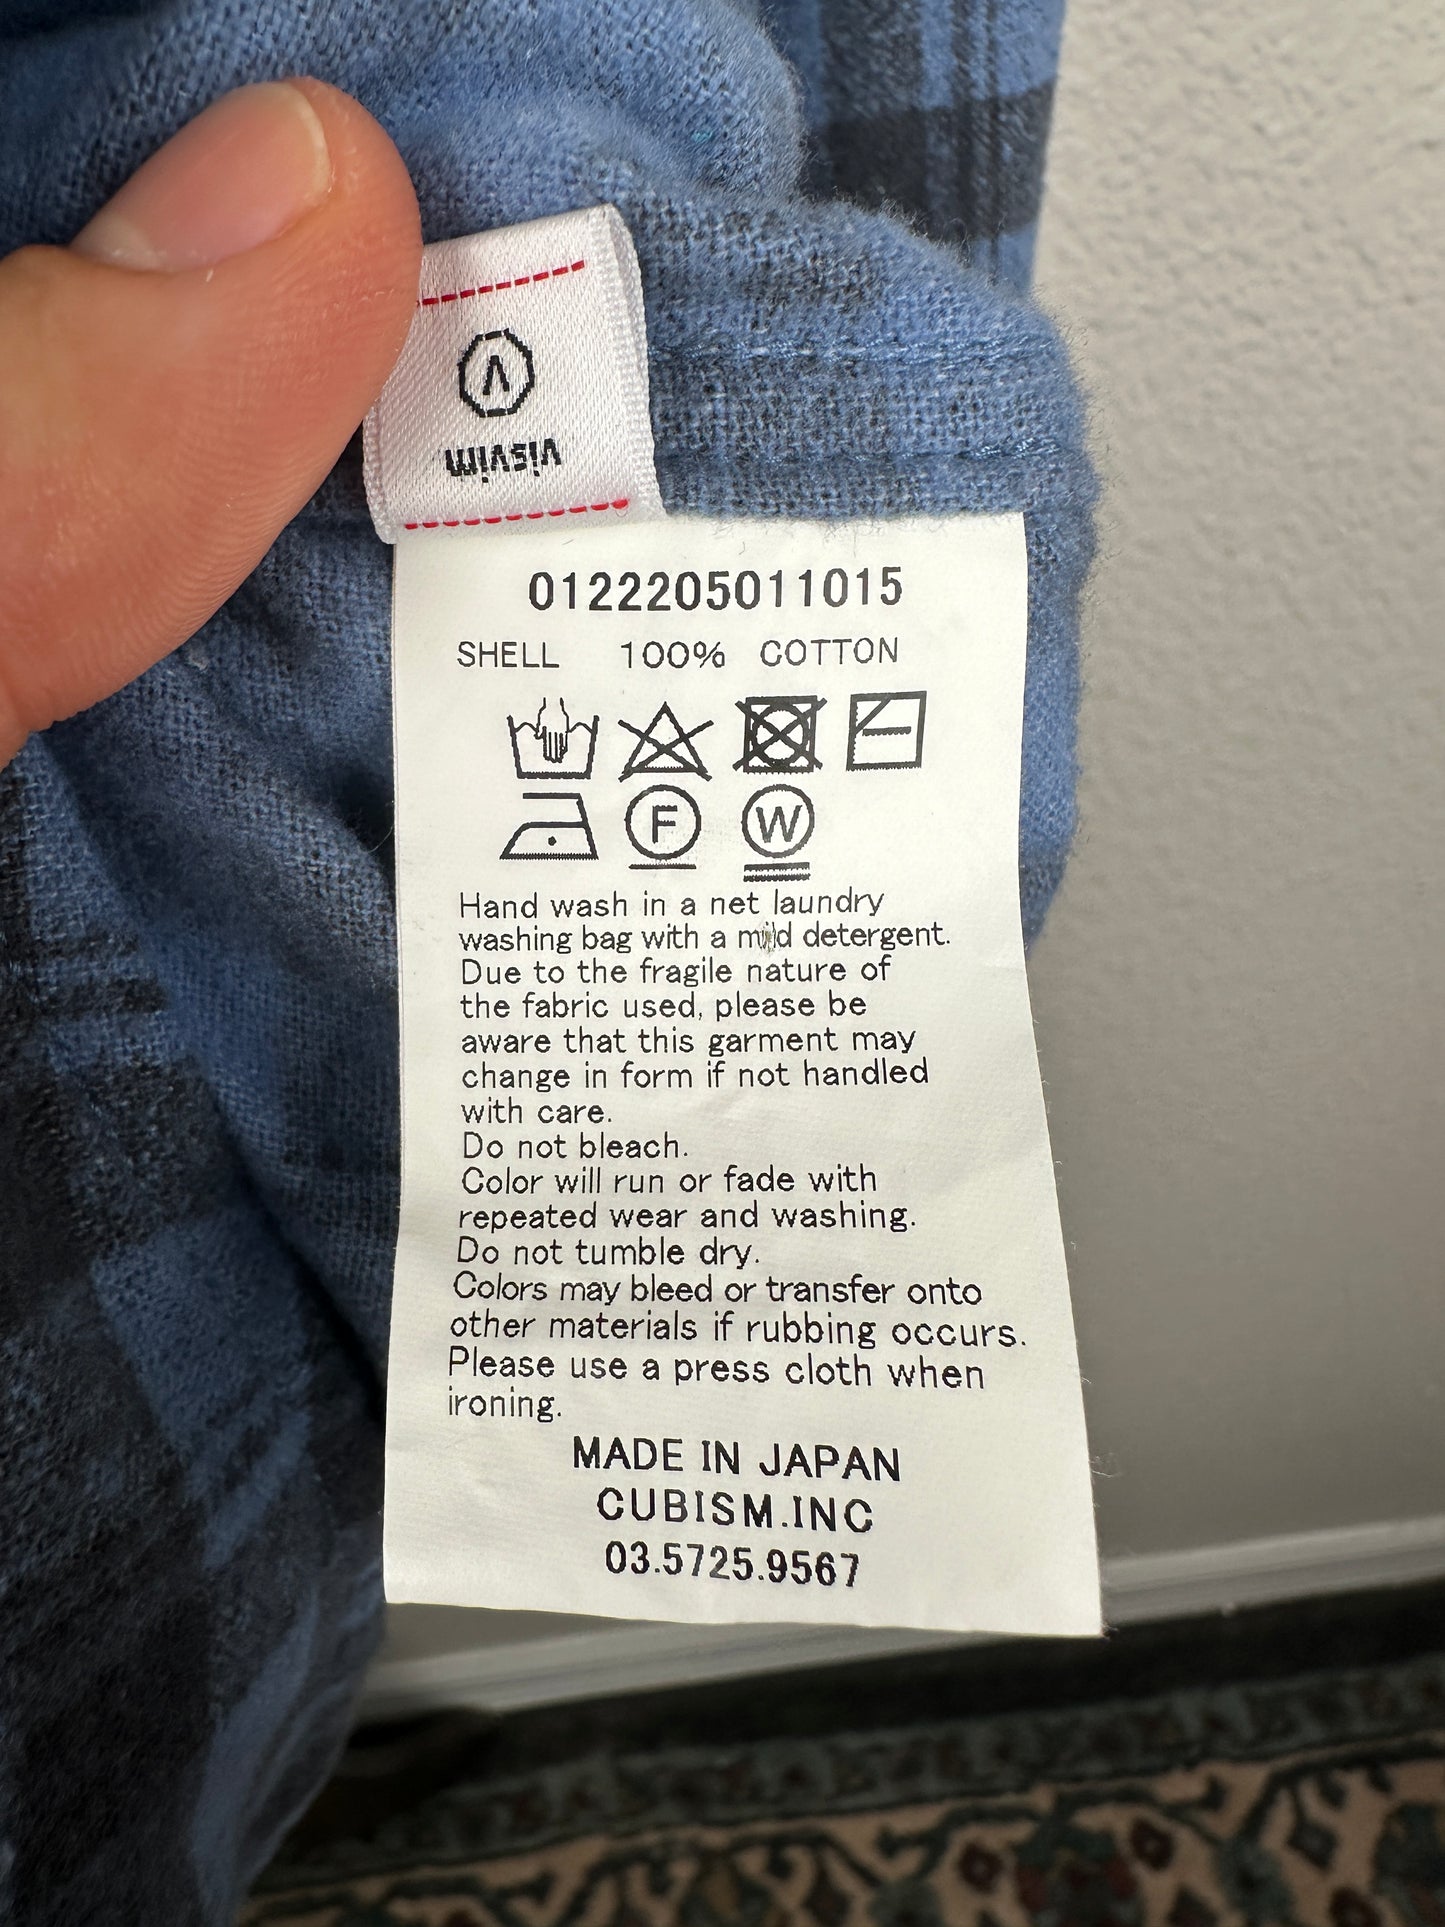 V
visvim
0122205011015
SHELL 100% COTTON
F W
Hand wash in a net laundry
washing bag with a mild detergent.
Due to the fragile nature of
the fabric used, please be
aware that this garment may
change in form if not handled
with care.
Do not bleach.
Color will run or fade with
repeated wear and washing.
Do not tumble dry.
Colors may bleed or transfer onto
other materials if rubbing occurs.
Please use a press cloth when
ironing.
MADE IN JAPAN
CUBISM.INC
03.5725.9567